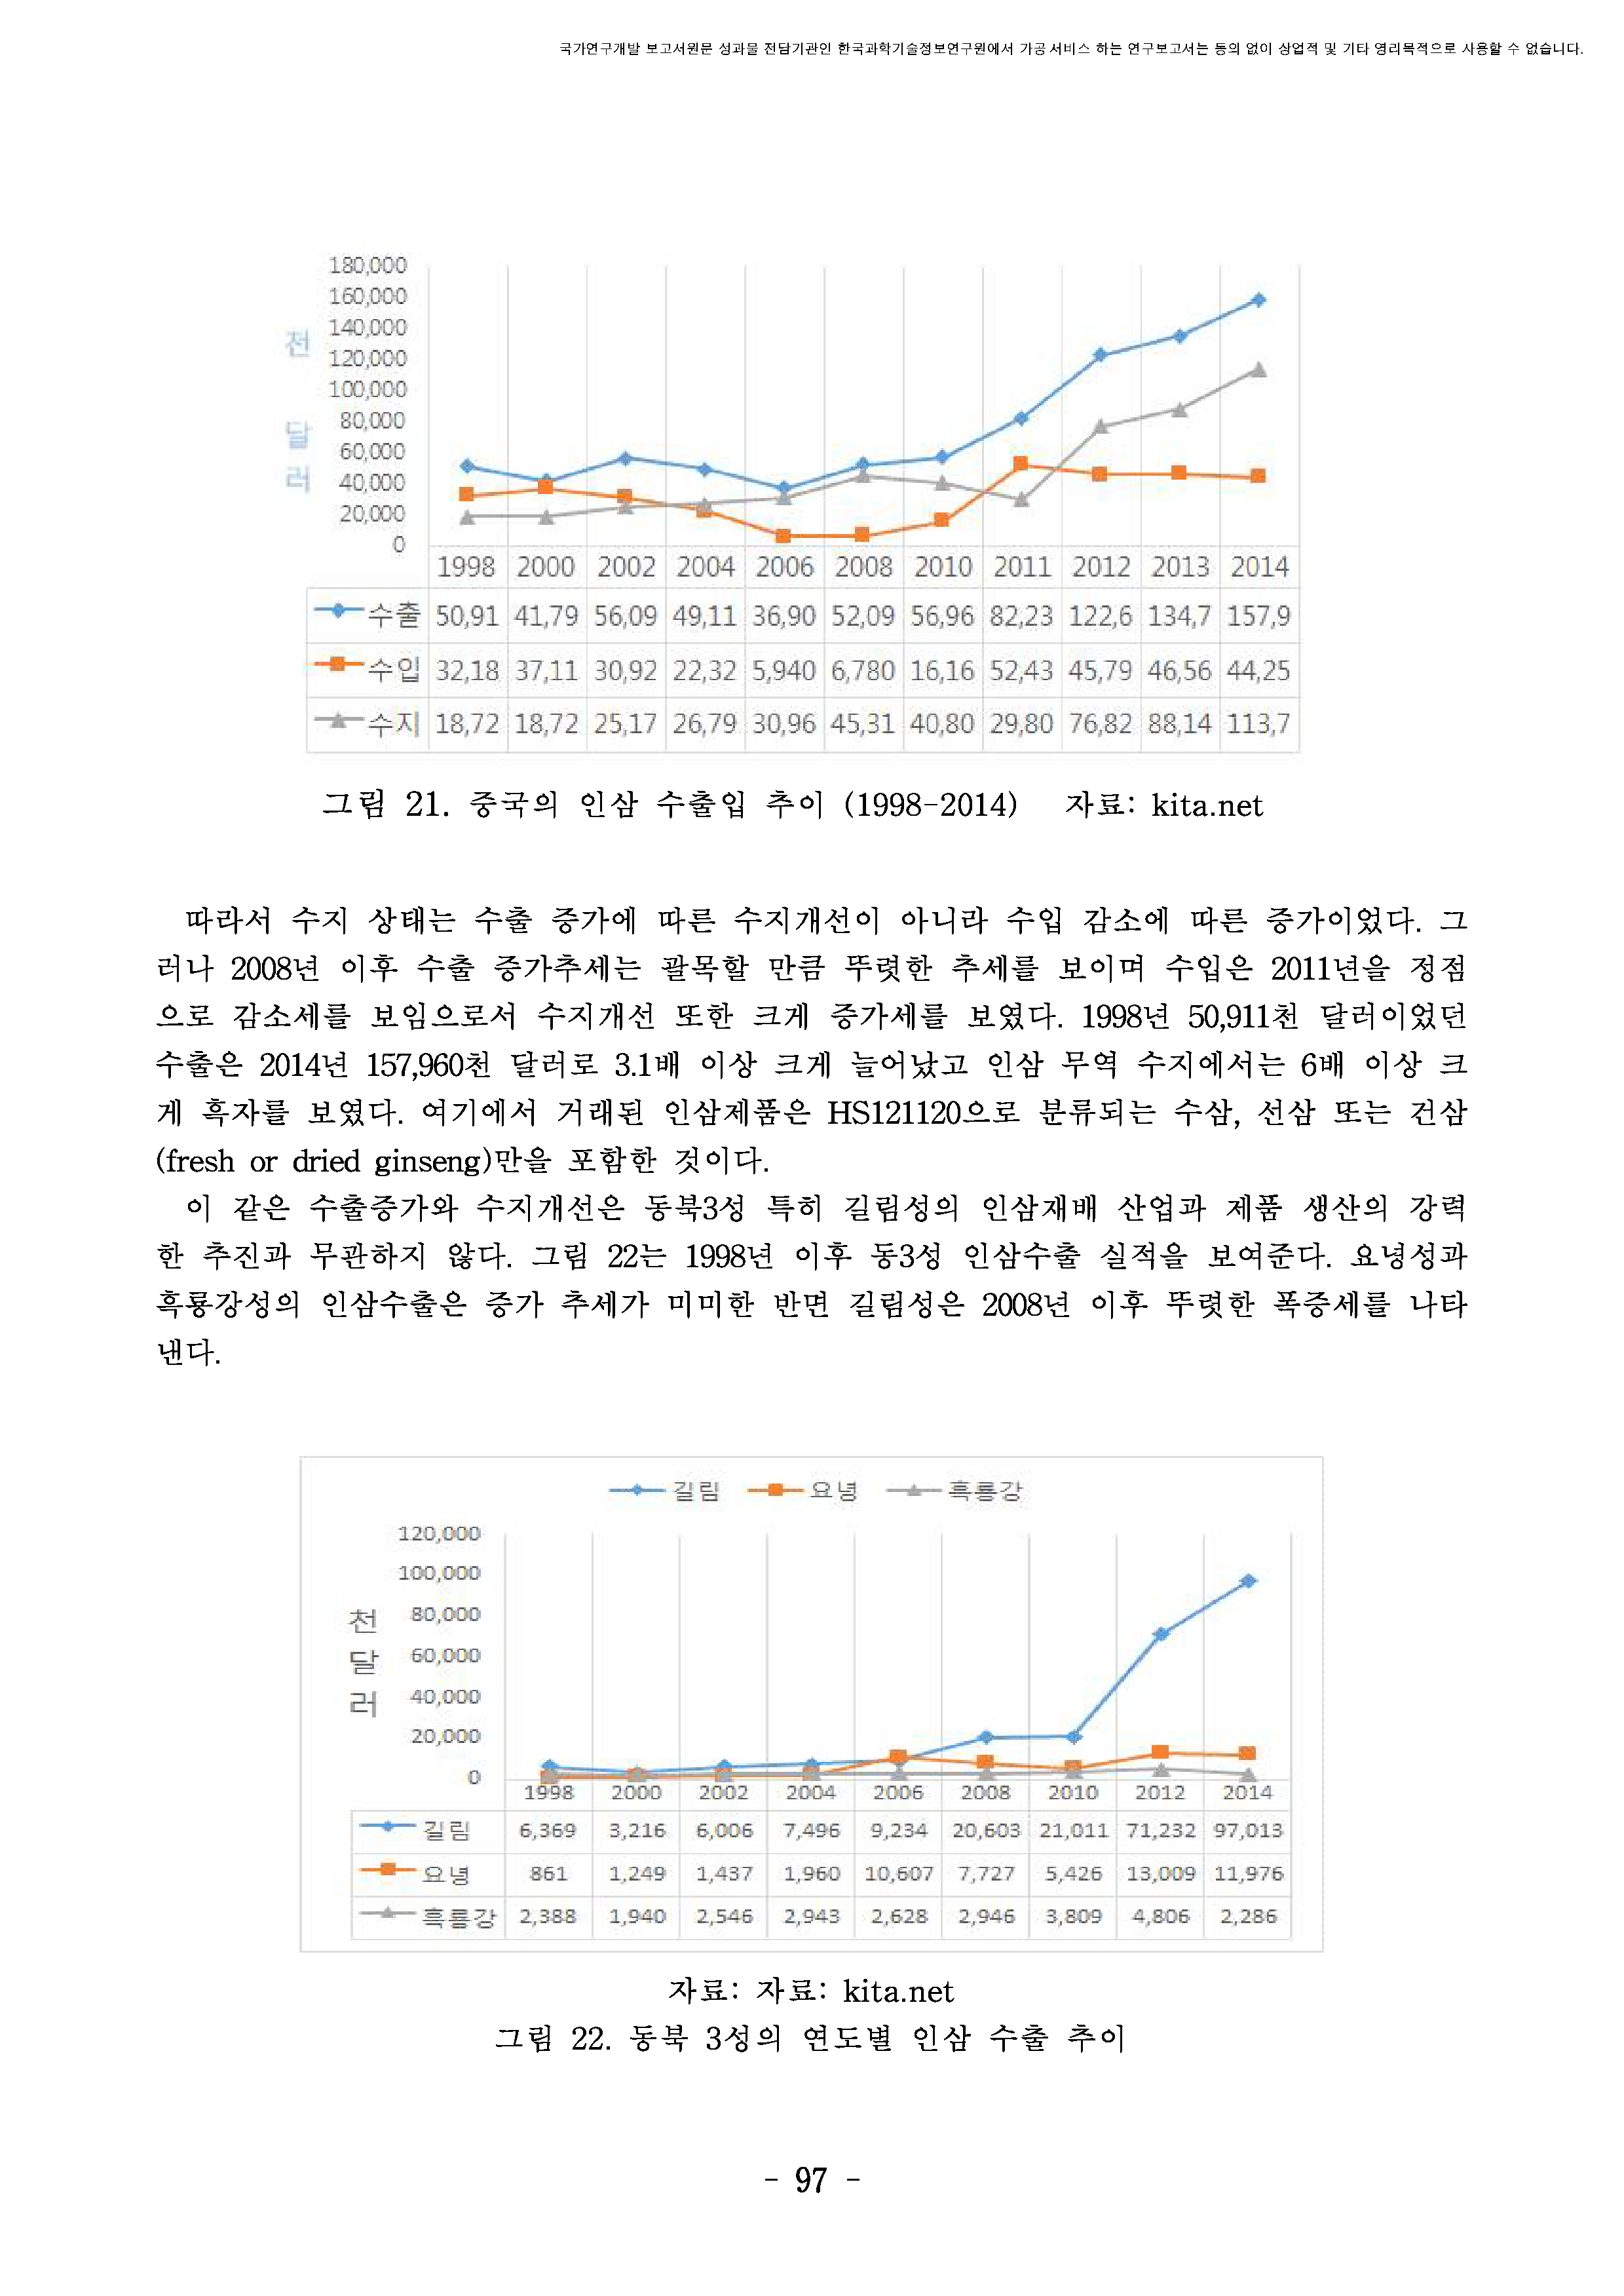 국가연구개발 보고서원문 성과물 전담기관인 한국과학기술정보연구원에서 가공·서비스 하는 연구보고서는 동의 없이 상업적 및 기타 영리목적으로 사용할 수 없습니다.
180,000
160,000
140,000
120,000
100,000
80,000
60,000
40,000
20,000
0
천
달
러
1998 2000 2002 2004 2006 2008 2010 2011 2012 2013 2014
수출 50,91 41,79 56,09 49,11 36,90 52,09 56,96 82,23 122,6 134,7 157,9
수입 32,18 37,11 30,92 22,32 5,940 6,780 16,16 52,43 45,79 46,56 44,25
수지 18,72 18,72 25,17 26,79 30,96 45,31 40,80 29,80 76,82 88,14 113,7
그림 21. 중국의 인삼 수출입 추이 (1998-2014) 자료: kita.net
따라서 수지 상태는 수출 증가에 따른 수지개선이 아니라 수입 감소에 따른 증가이었다. 그
러나 2008년 이후 수출 증가추세는 괄목할 만큼 뚜렷한 추세를 보이며 수입은 2011년을 정점
으로 감소세를 보임으로서 수지개선 또한 크게 증가세를 보였다. 1998년 50,911천 달러이었던
수출은 2014년 157,960천 달러로 3.1배 이상 크게 늘어났고 인삼 무역 수지에서는 6배 이상 크
게 흑자를 보였다. 여기에서 거래된 인삼제품은 HS121120으로 분류되는 수삼, 선삼 또는 건삼
(fresh or dried ginseng)만을 포함한 것이다.
이 같은 수출증가와 수지개선은 동북3성 특히 길림성의 인삼재배 산업과 제품 생산의 강력
한 추진과 무관하지 않다. 그림 22는 1998년 이후 동3성 인삼수출 실적을 보여준다. 요녕성과
흑룡강성의 인삼수출은 증가 추세가 미미한 반면 길림성은 2008년 이후 뚜렷한 폭증세를 나타
낸다.
길림 요녕 흑룡강
120,000
100,000
80,000
60,000
40,000
20,000
0
천
달
러
1998 2000 2002 2004 2006 2008 2010 2012 2014
길림 6,369 3,216 6,006 7,496 9,234 20,603 21,011 71,232 97,013
요녕 861 1,249 1,437 1,960 10,607 7,727 5,426 13,009 11,976
흑룡강 2,388 1,940 2,546 2,943 2,628 2,946 3,809 4,806 2,286
자료: 자료: kita.net
그림 22. 동북 3성의 연도별 인삼 수출 추이
- 97 -